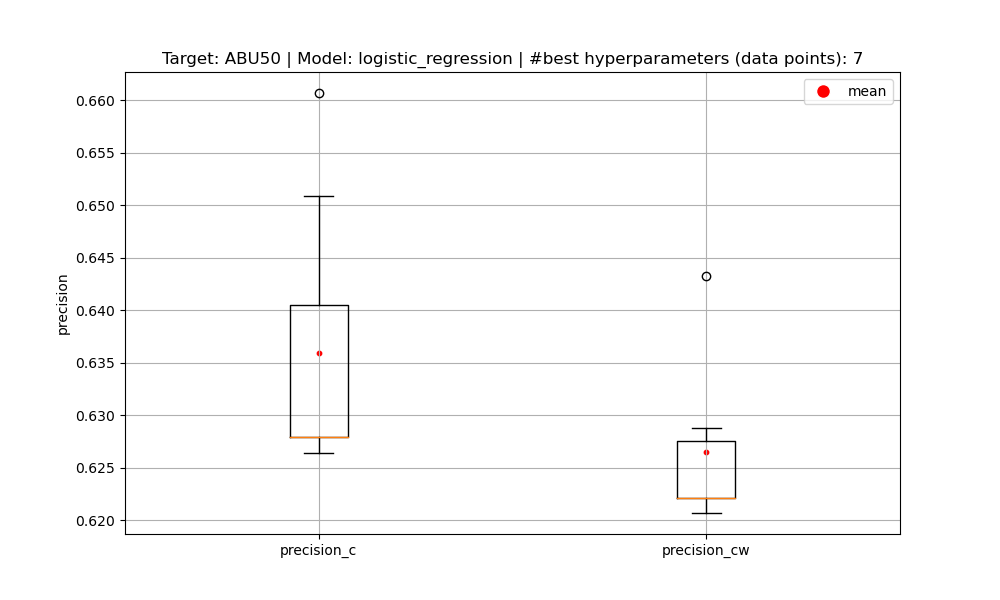 Target: ABU50 | Model: logistic_regression | #best hyperparameters (data points): 7
mean
0.660
0.655
0.650
0.645
0.640
0.635
0.630
0.625
0.620
precision
precision_c
precision_cw